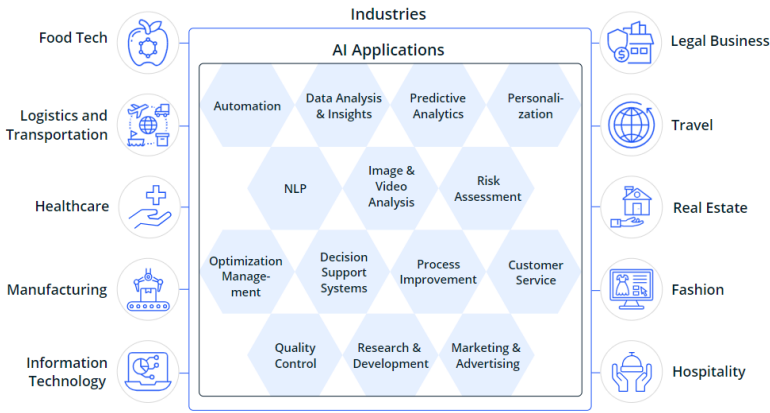 Industries
AI Applications
Food Tech
Logistics and
Transportation
Healthcare
Manufacturing
Information
Technology
Automation
Data Analysis
& Insights
Predictive
Analytics
Personali-
zation
NLP
Image &
Video
Analysis
Risk
Assessment
Optimization
Manage-
ment
Decision
Support
Systems
Process
Improvement
Customer
Service
Quality
Control
Research &
Development
Marketing &
Advertising
Legal Business
Travel
Real Estate
Fashion
Hospitality